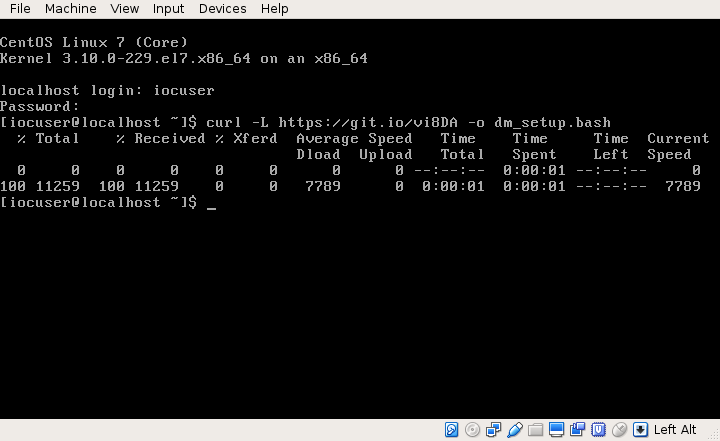 File Machine View Input Devices Help
CentOS Linux 7 (Core)
Kernel 3.10.0-229.el7.x86_64 on an x86_64
localhost login: iocuser
Password:
[iocuser@localhost ~]$ curl -L https://git.io/vi8DA -o dm_setup.bash
% Total % Received % Xferd Average Speed Time Time Time Current
Dload Upload Total Spent Left Speed
0 0 0 0 0 0 0 0 --:--:-- 0:00:01 --:--:-- 0
100 11259 100 11259 0 0 7789 0 0:00:01 0:00:01 --:--:-- 7789
[iocuser@localhost ~]$ _
Left Alt